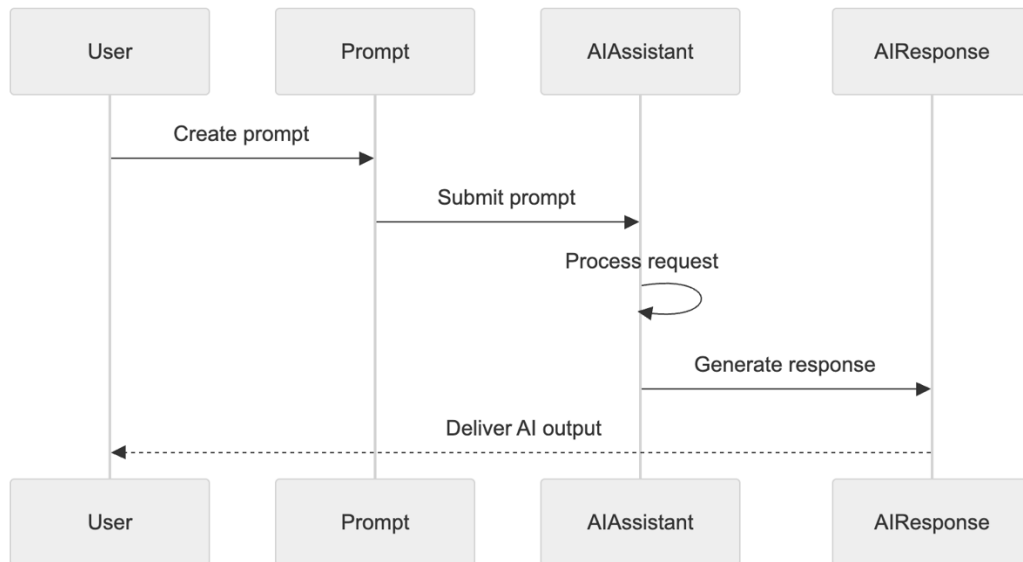 User
Prompt
AIAssistant
AIResponse
Create prompt
Submit prompt
Process request
Generate response
Deliver AI output
User
Prompt
AIAssistant
AIResponse